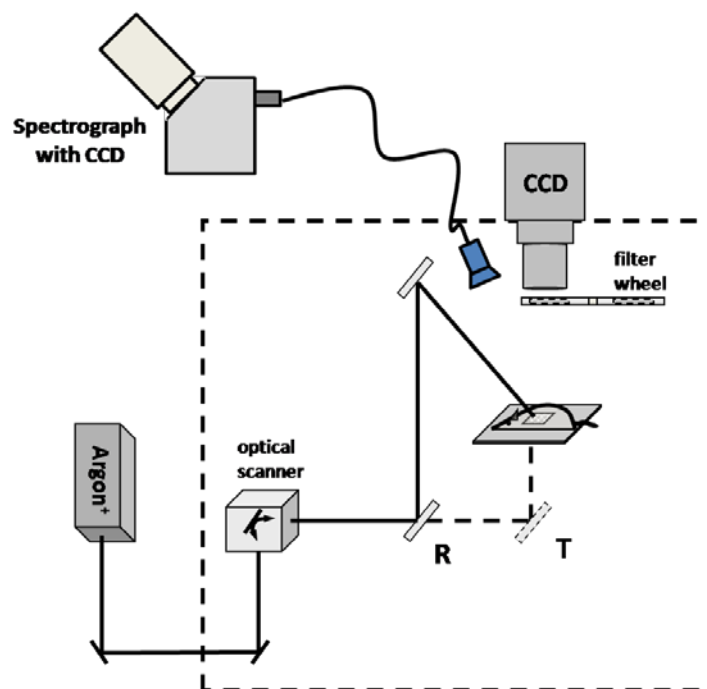 Spectrograph
with CCD
CCD
filter
wheel
Argon⁺
optical
scanner
R
T